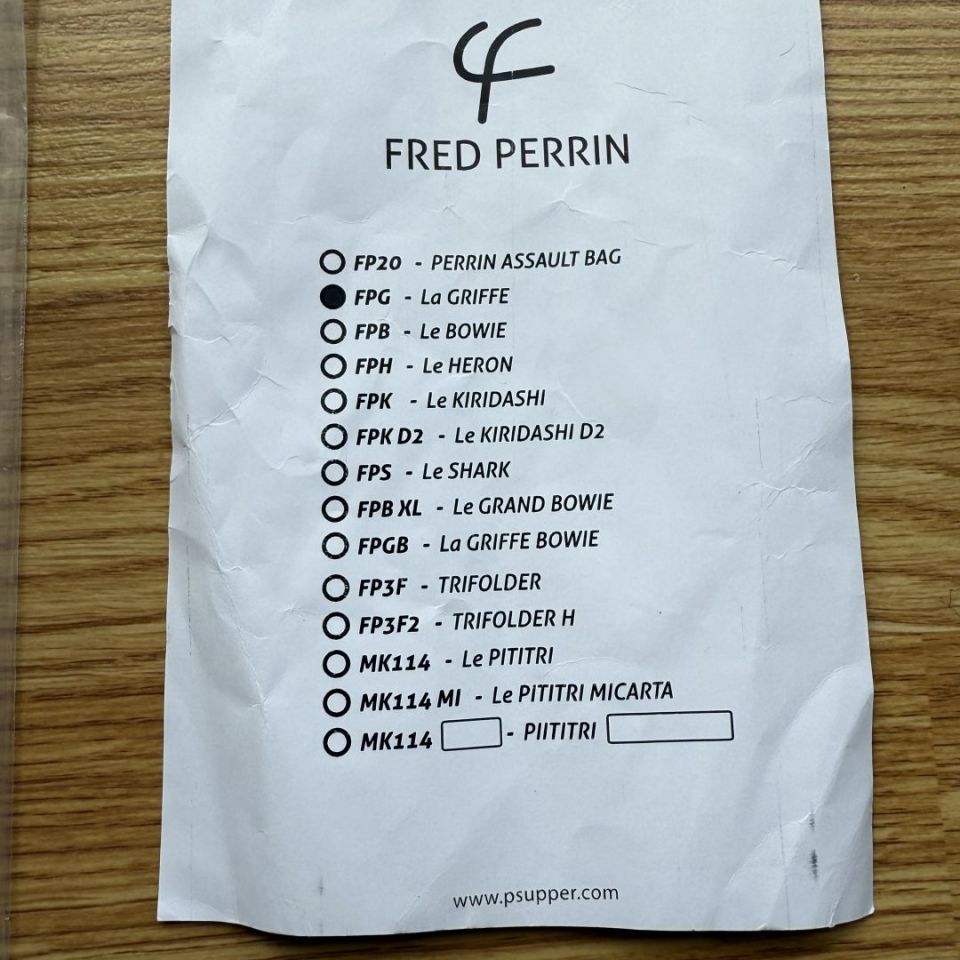 FRED PERRIN
FP20 - PERRIN ASSAULT BAG
FPG - La GRIFFE
FPB - Le BOWIE
FPH - Le HERON
FPK - Le KIRIDASHI
FPK D2 - Le KIRIDASHI D2
FPS - Le SHARK
FPB XL - Le GRAND BOWIE
FPGB - La GRIFFE BOWIE
FP3F - TRIFOLDER
FP3F2 - TRIFOLDER H
MK114 - Le PITITRI
MK114 MI - Le PITITRI MICARTA
MK114 - PIITITRI
www.psupper.com